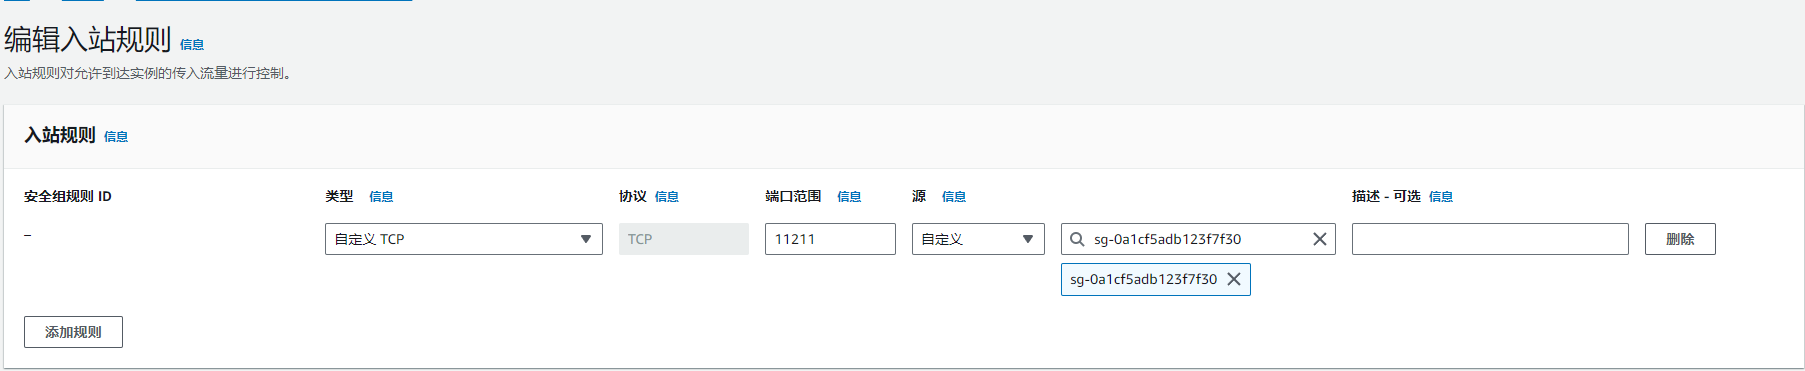 编辑入站规则 信息
入站规则对允许到达实例的传入流量进行控制。
入站规则 信息
安全组规则 ID 类型 信息 协议 信息 端口范围 信息 源 信息 描述 - 可选 信息
– 自定义 TCP TCP 11211 自定义 sg-0a1cf5adb123f7f30 删除
sg-0a1cf5adb123f7f30
添加规则